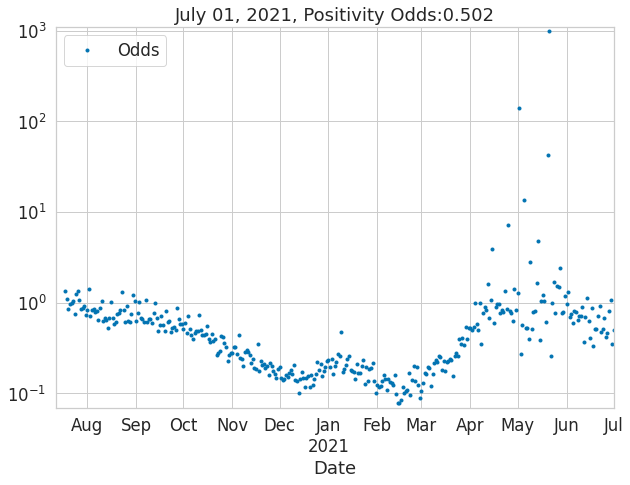 July 01, 2021, Positivity Odds:0.502
Odds
10³
10²
10¹
10⁰
10⁻¹
Aug Sep Oct Nov Dec Jan Feb Mar Apr May Jun Jul
2021
Date